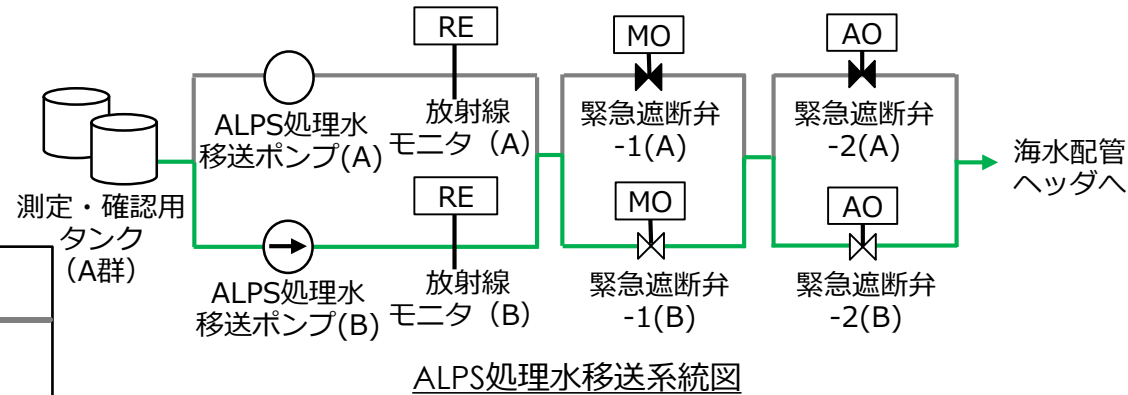 RE
MO
AO
ALPS処理水
移送ポンプ(A)
放射線
モニタ（A）
緊急遮断弁
-1(A)
緊急遮断弁
-2(A)
海水配管
ヘッダへ
測定・確認用
タンク
（A群）
RE
MO
AO
ALPS処理水
移送ポンプ(B)
放射線
モニタ（B）
緊急遮断弁
-1(B)
緊急遮断弁
-2(B)
ALPS処理水移送系統図